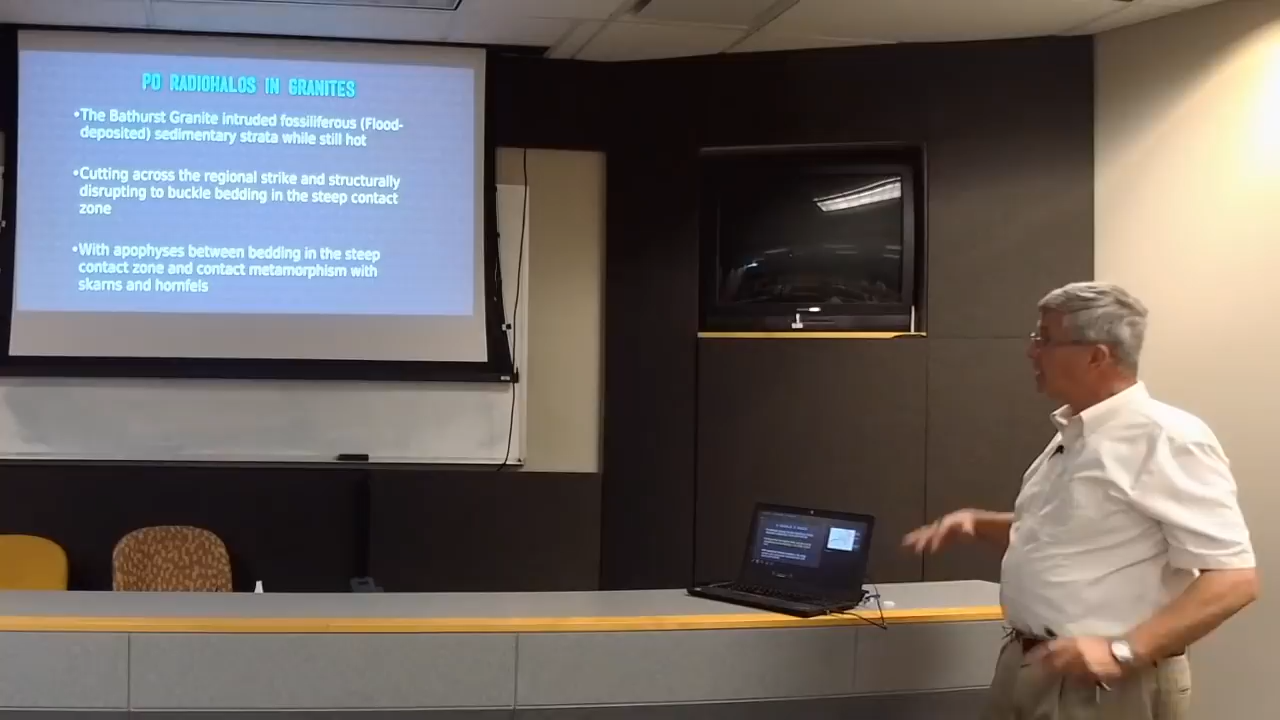 PO RADIOHALOS IN GRANITES
•The Bathurst Granite intruded fossiliferous (Flood-
deposited) sedimentary strata while still hot
•Cutting across the regional strike and structurally
disrupting to buckle bedding in the steep contact
zone
•With apophyses between bedding in the steep
contact zone and contact metamorphism with
skarns and hornfels